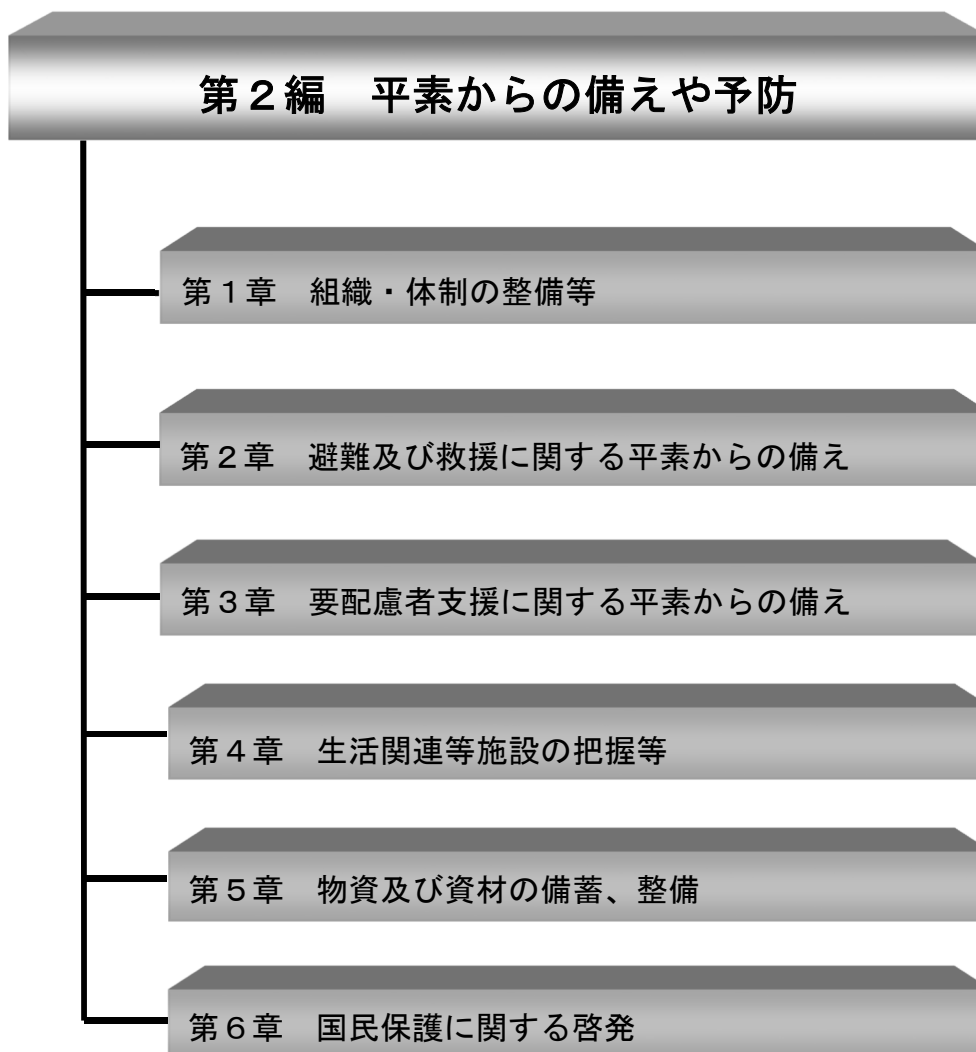 第２編　平素からの備えや予防
第１章　組織・体制の整備等
第２章　避難及び救援に関する平素からの備え
第３章　要配慮者支援に関する平素からの備え
第４章　生活関連等施設の把握等
第５章　物資及び資材の備蓄、整備
第６章　国民保護に関する啓発